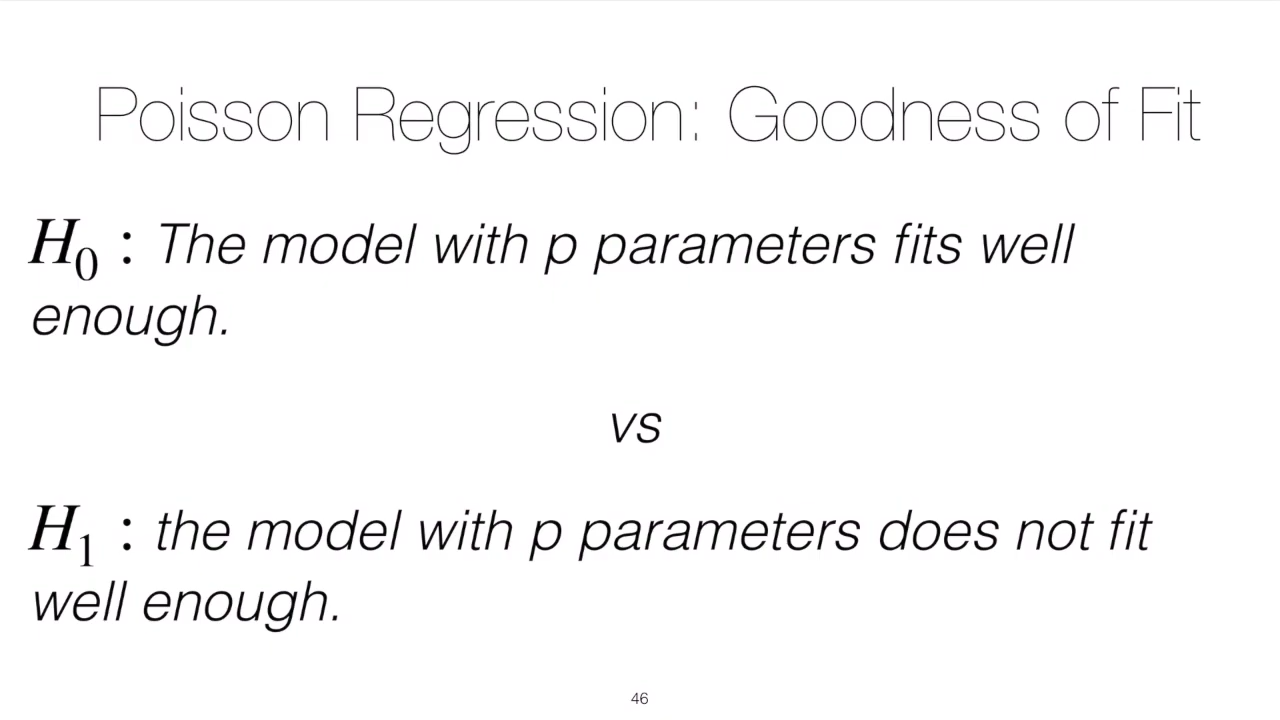 Poisson Regression: Goodness of Fit
H₀ : The model with p parameters fits well
enough.
vs
H₁ : the model with p parameters does not fit
well enough.
46